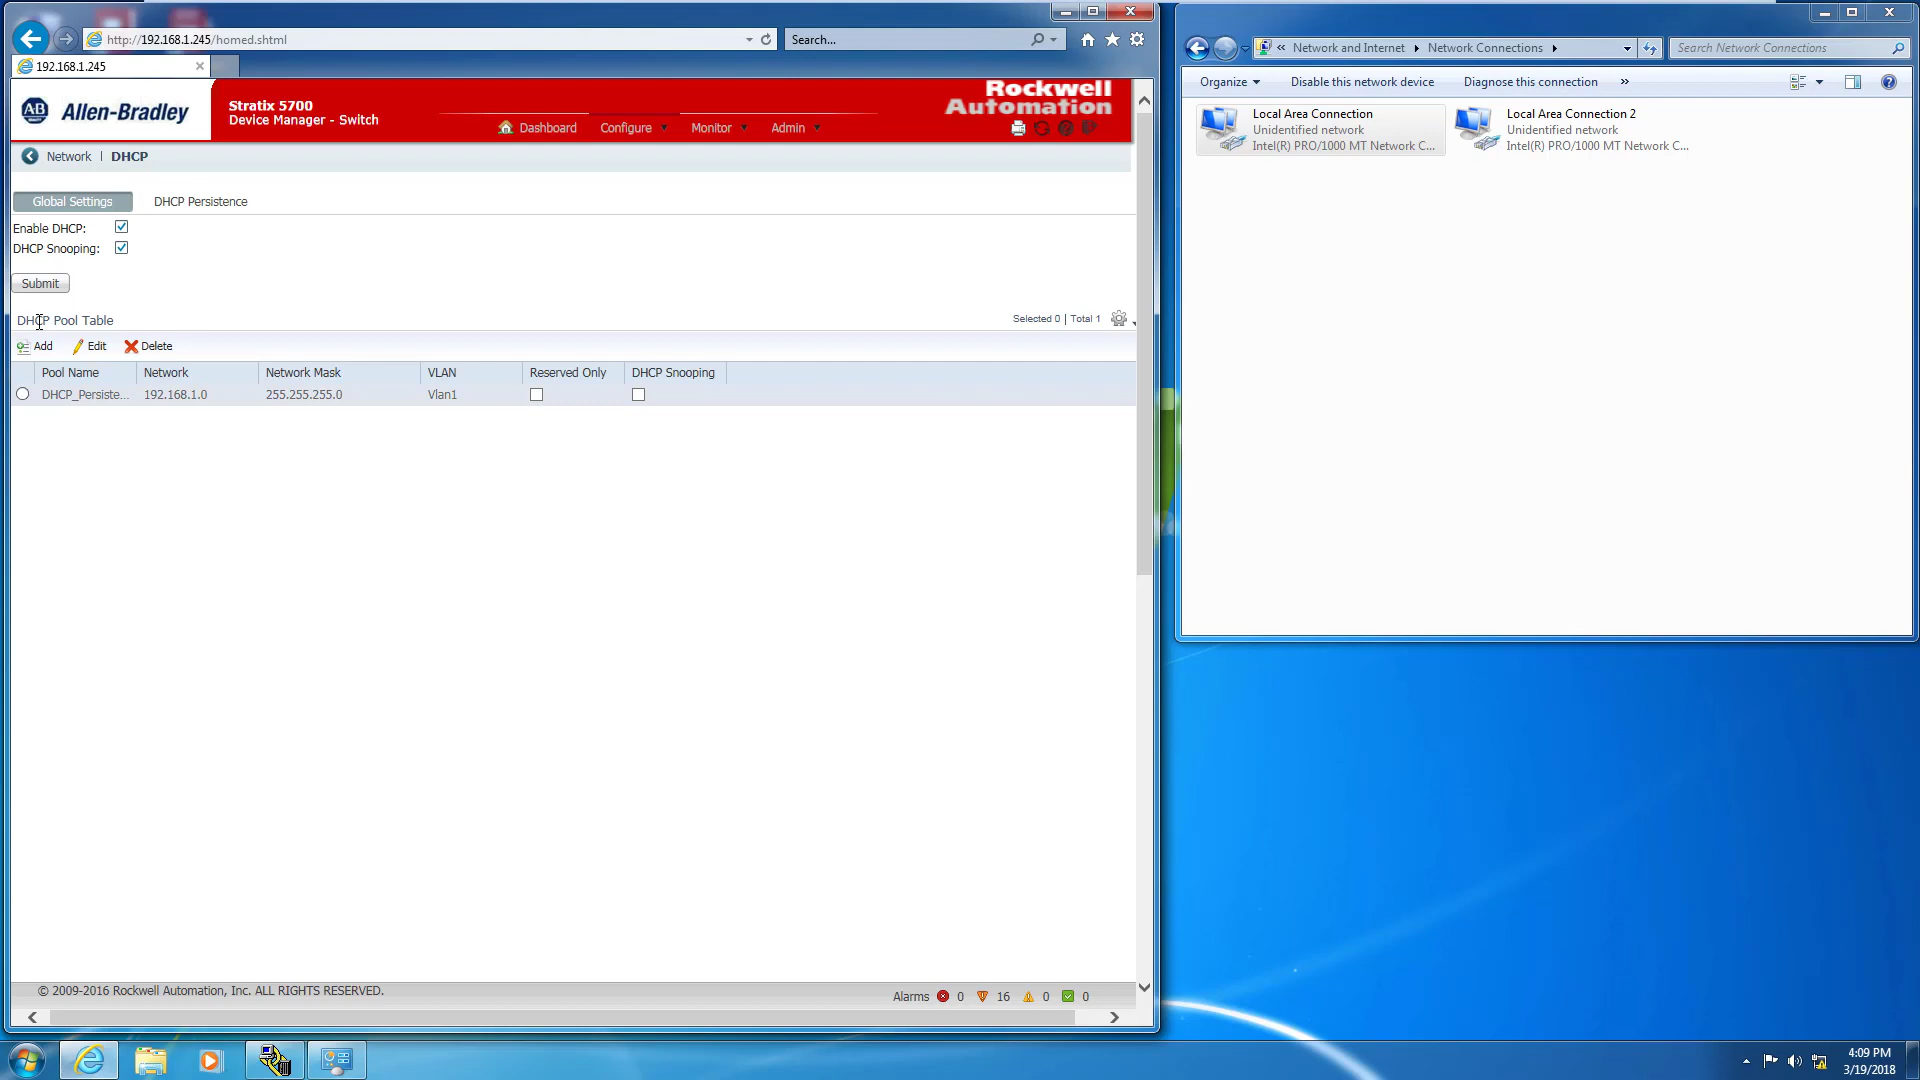 http://192.168.1.245/homed.shtml
Search...
192.168.1.245
AB Allen-Bradley
Stratix 5700
Device Manager - Switch
Rockwell
Automation
Dashboard Configure Monitor Admin
Network | DHCP
Global Settings DHCP Persistence
Enable DHCP:
DHCP Snooping:
Submit
DHCP Pool Table
Selected 0 | Total 1
Add Edit Delete
Pool Name Network Network Mask VLAN Reserved Only DHCP Snooping
DHCP_Persiste... 192.168.1.0 255.255.255.0 Vlan1
© 2009-2016 Rockwell Automation, Inc. ALL RIGHTS RESERVED.
Alarms 0 16 0 0
« Network and Internet Network Connections
Search Network Connections
Organize Disable this network device Diagnose this connection »
Local Area Connection
Unidentified network
Intel(R) PRO/1000 MT Network C...
Local Area Connection 2
Unidentified network
Intel(R) PRO/1000 MT Network C...
4:09 PM
3/19/2018